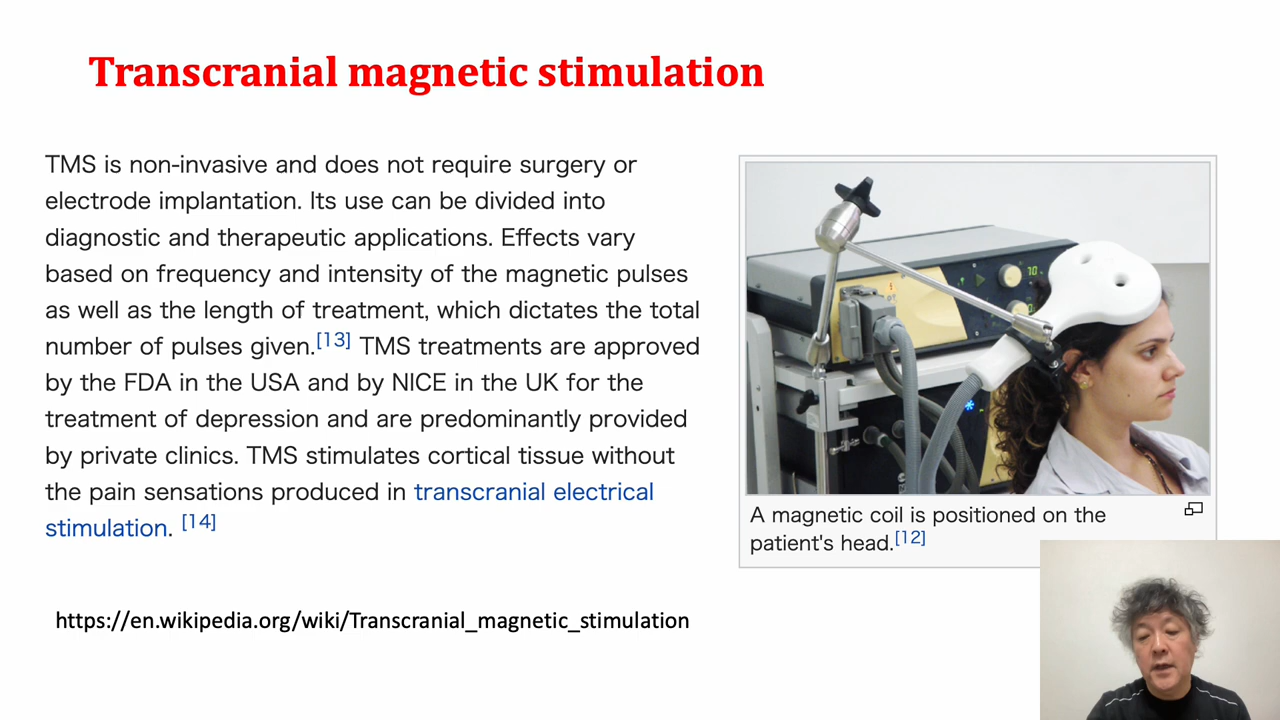 Transcranial magnetic stimulation
TMS is non-invasive and does not require surgery or
electrode implantation. Its use can be divided into
diagnostic and therapeutic applications. Effects vary
based on frequency and intensity of the magnetic pulses
as well as the length of treatment, which dictates the total
number of pulses given.[13] TMS treatments are approved
by the FDA in the USA and by NICE in the UK for the
treatment of depression and are predominantly provided
by private clinics. TMS stimulates cortical tissue without
the pain sensations produced in transcranial electrical
stimulation. [14]
A magnetic coil is positioned on the
patient's head.[12]
https://en.wikipedia.org/wiki/Transcranial_magnetic_stimulation